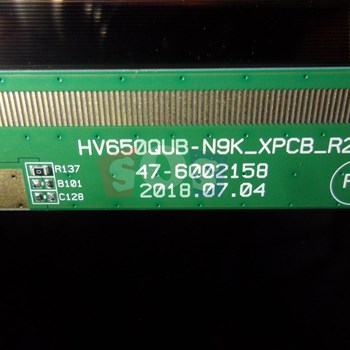 HV650QUB-N9K_XPCB_R2
47-6002158
2018.07.04
R137
B101
C128